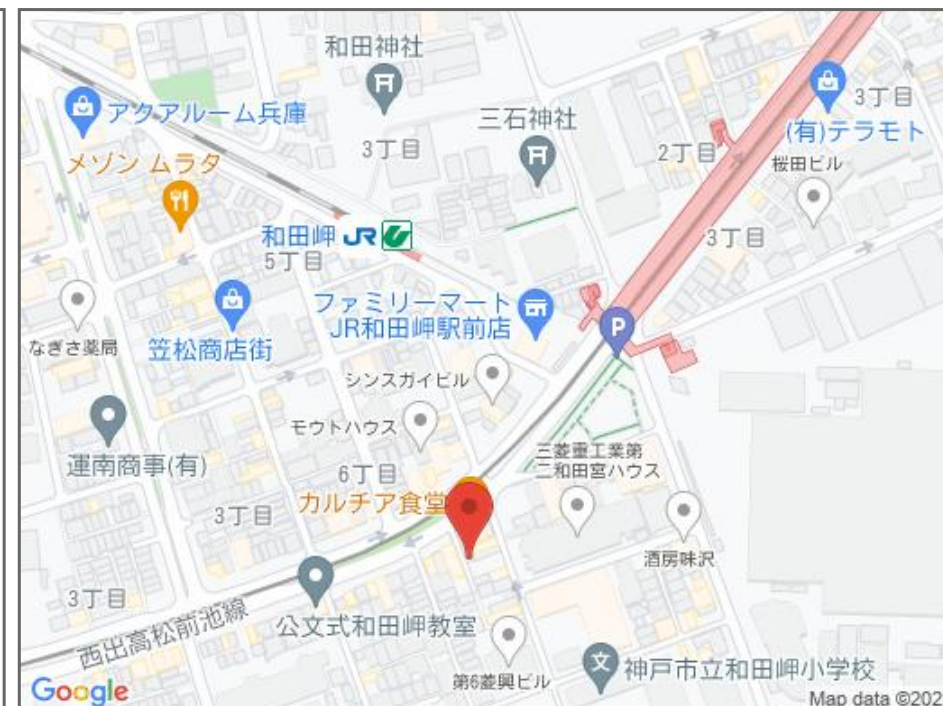 和田神社
3丁目
アクアルーム兵庫
三石神社
(有)テラモト
3丁目
メゾン ムラタ
3丁目
2丁目
桜田ビル
和田岬 JR
5丁目
3丁目
ファミリーマート
JR和田岬駅前店
P
なぎさ薬局
笠松商店街
シンスガイビル
モウトハウス
運南商事(有)
6丁目
三菱重工業第
二和田宮ハウス
カルチア食堂
3丁目
酒房味沢
3丁目
西出高松前池線
公文式和田岬教室
文
神戸市立和田岬小学校
第6菱興ビル
Google
Map data ©202